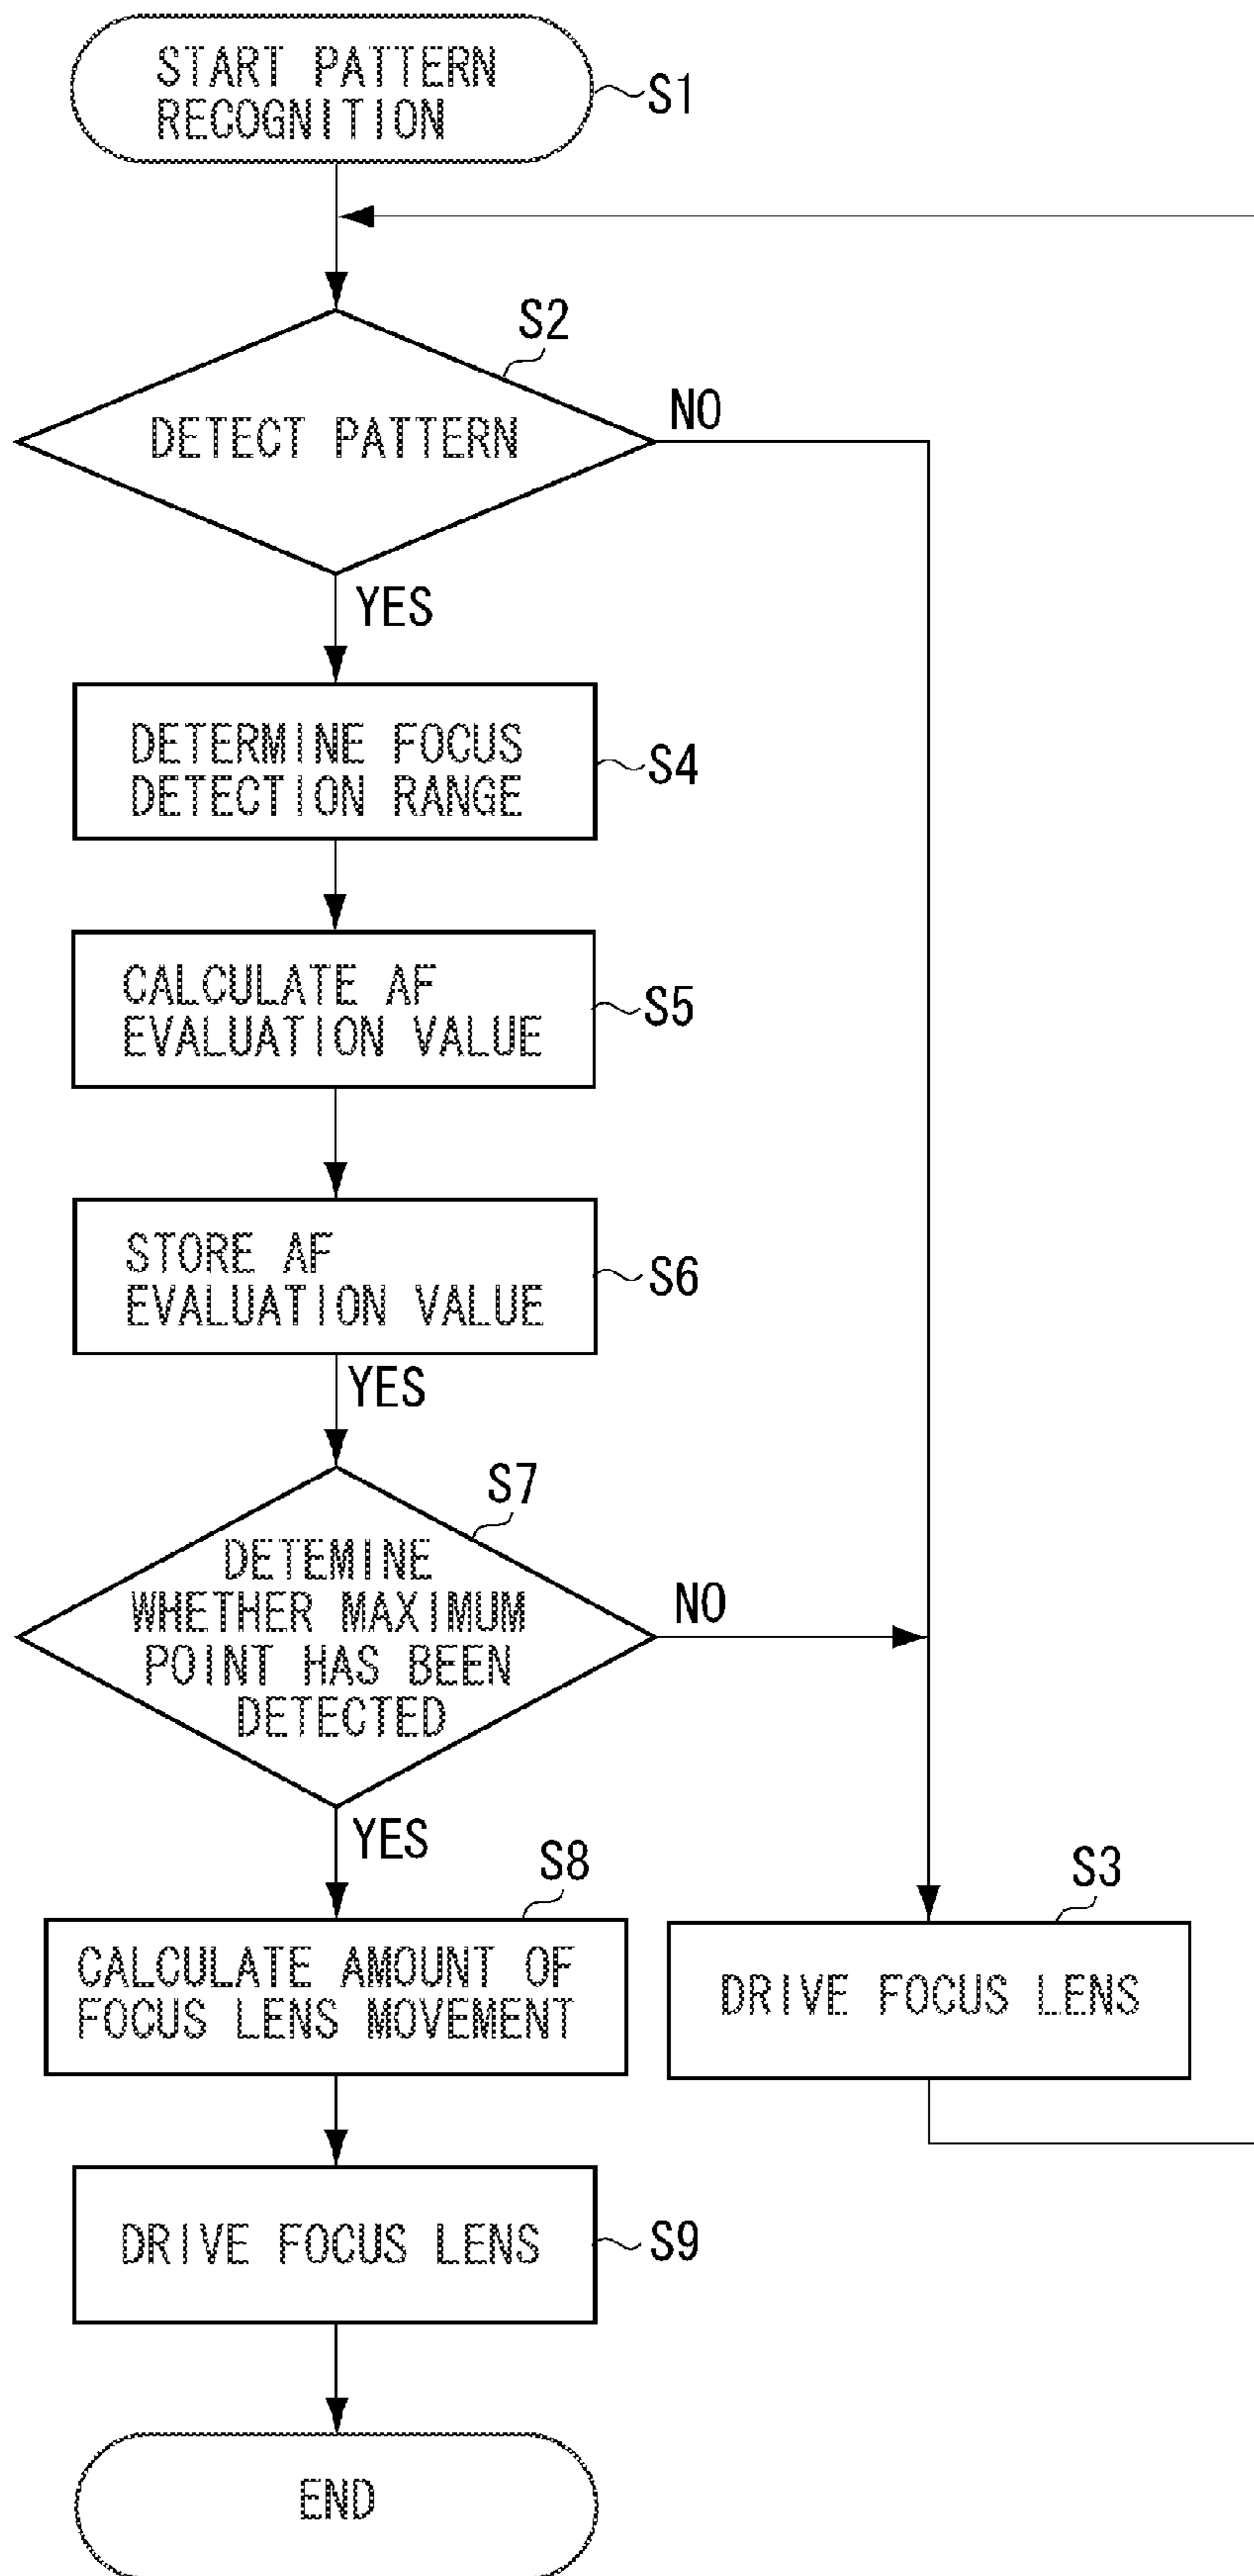 START PATTERN
RECOGNITION
S1
S2
DETECT PATTERN
NO
YES
DETERMINE FOCUS
DETECTION RANGE
S4
CALCULATE AF
EVALUATION VALUE
S5
STORE AF
EVALUATION VALUE
S6
YES
S7
DETEMINE
WHETHER MAXIMUM
POINT HAS BEEN
DETECTED
NO
YES
S8
CALCULATE AMOUNT OF
FOCUS LENS MOVEMENT
S3
DRIVE FOCUS LENS
DRIVE FOCUS LENS
S9
END